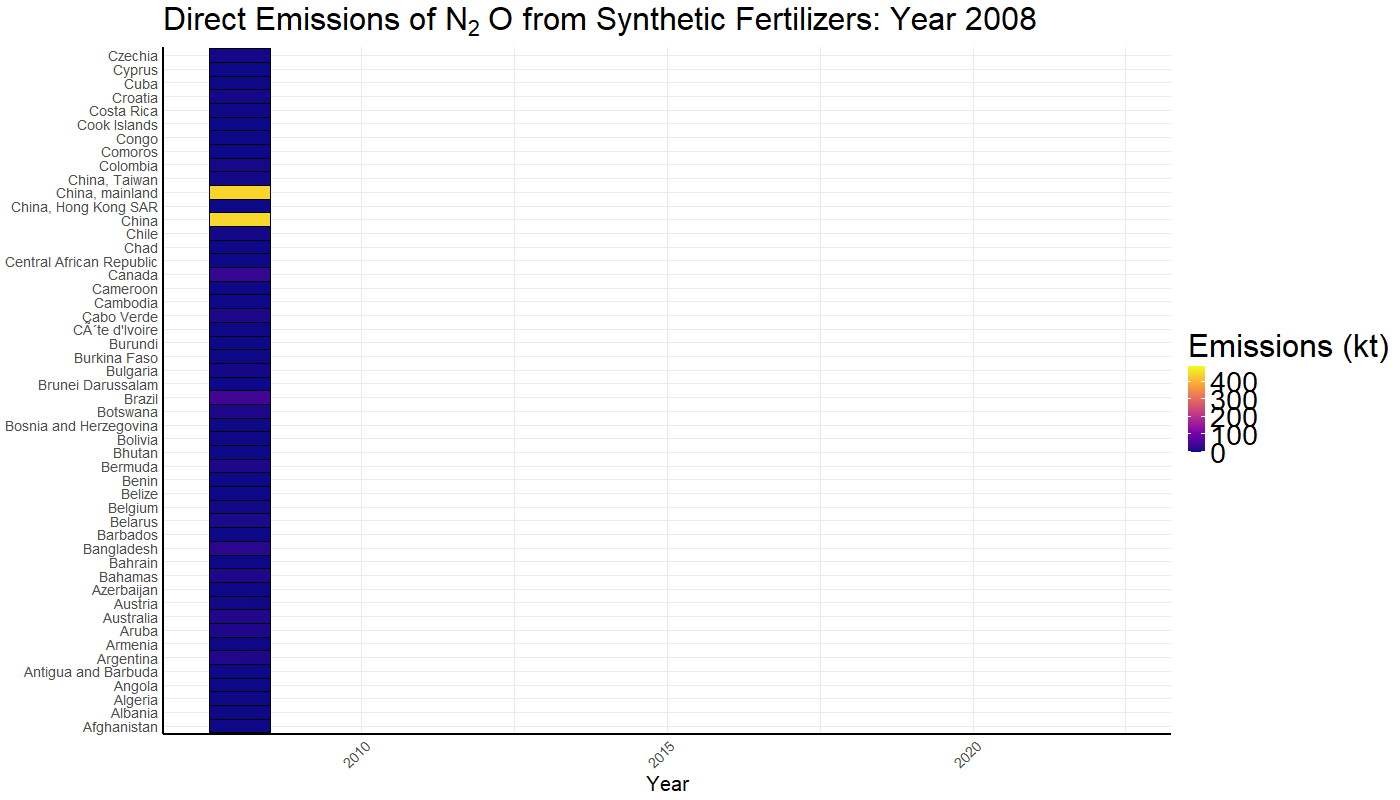 Direct Emissions of N2 O from Synthetic Fertilizers: Year 2008
Czechia
Cyprus
Cuba
Croatia
Costa Rica
Cook Islands
Congo
Comoros
Colombia
China, Taiwan
China, mainland
China, Hong Kong SAR
China
Chile
Chad
Central African Republic
Canada
Cameroon
Cambodia
Cabo Verde
CÃ´te d'Ivoire
Burundi
Burkina Faso
Bulgaria
Brunei Darussalam
Brazil
Botswana
Bosnia and Herzegovina
Bolivia
Bhutan
Bermuda
Benin
Belize
Belgium
Belarus
Barbados
Bangladesh
Bahrain
Bahamas
Azerbaijan
Austria
Australia
Aruba
Armenia
Argentina
Antigua and Barbuda
Angola
Algeria
Albania
Afghanistan
2010
2015
2020
Year
Emissions (kt)
400
300
200
100
0